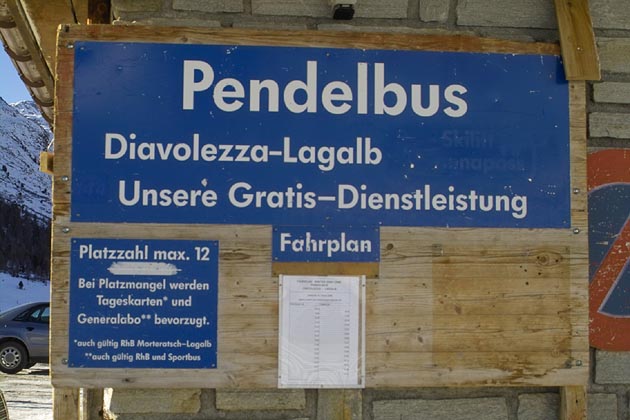 Pendelbus
Diavolezza-Lagalb
Unsere Gratis-Dienstleistung
Fahrplan
Platzzahl max. 12
Bei Platzmangel werden
Tageskarten* und
Generalabo** bevorzugt.
*auch gültig RhB Morteratsch-Lagalb
**auch gültig RhB und Sportbus